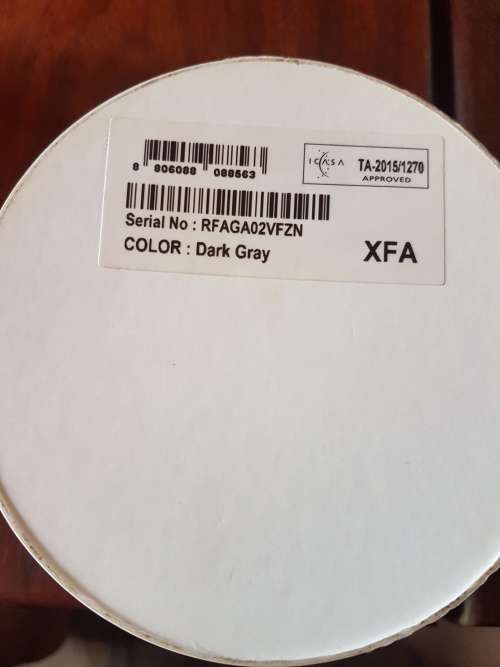 8 806088 088563
ICASA
TA-2015/1270
APPROVED
Serial No : RFAGA02VFZN
COLOR : Dark Gray
XFA